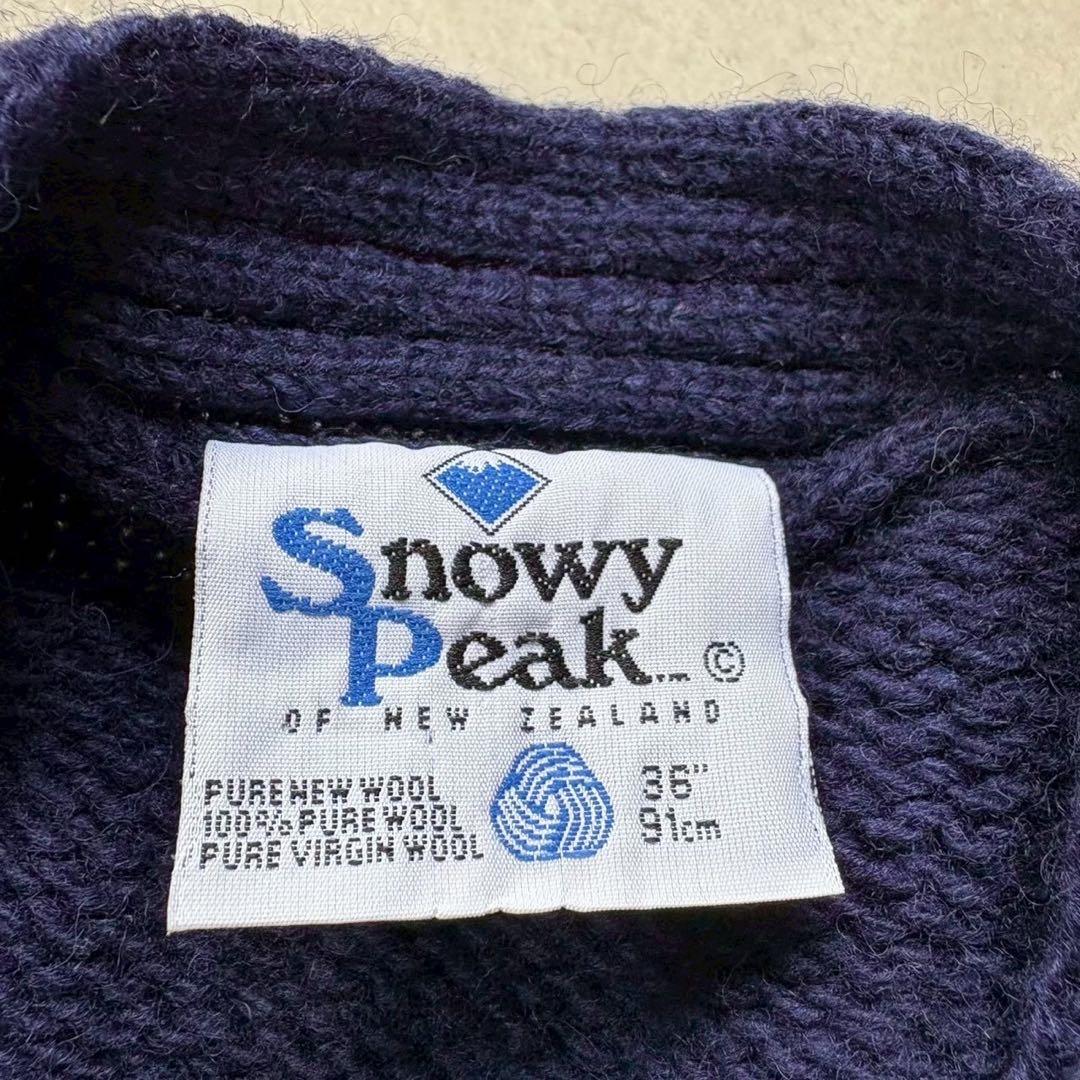 Snowy
Peak ©
OF NEW ZEALAND
PURE NEW WOOL
100% PURE WOOL
PURE VIRGIN WOOL
36"
91cm